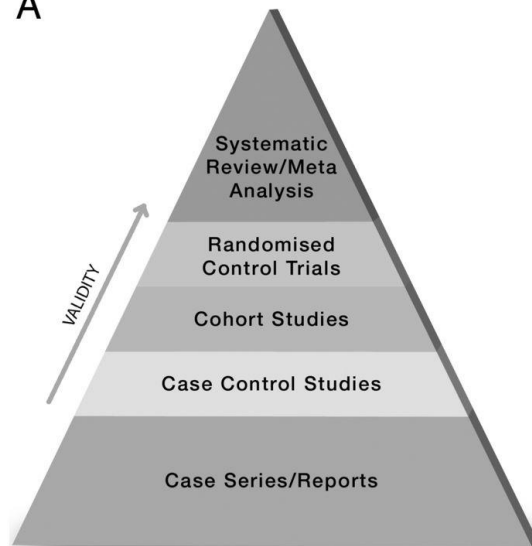 A
Systematic
Review/Meta
Analysis
VALIDITY
Randomised
Control Trials
Cohort Studies
Case Control Studies
Case Series/Reports